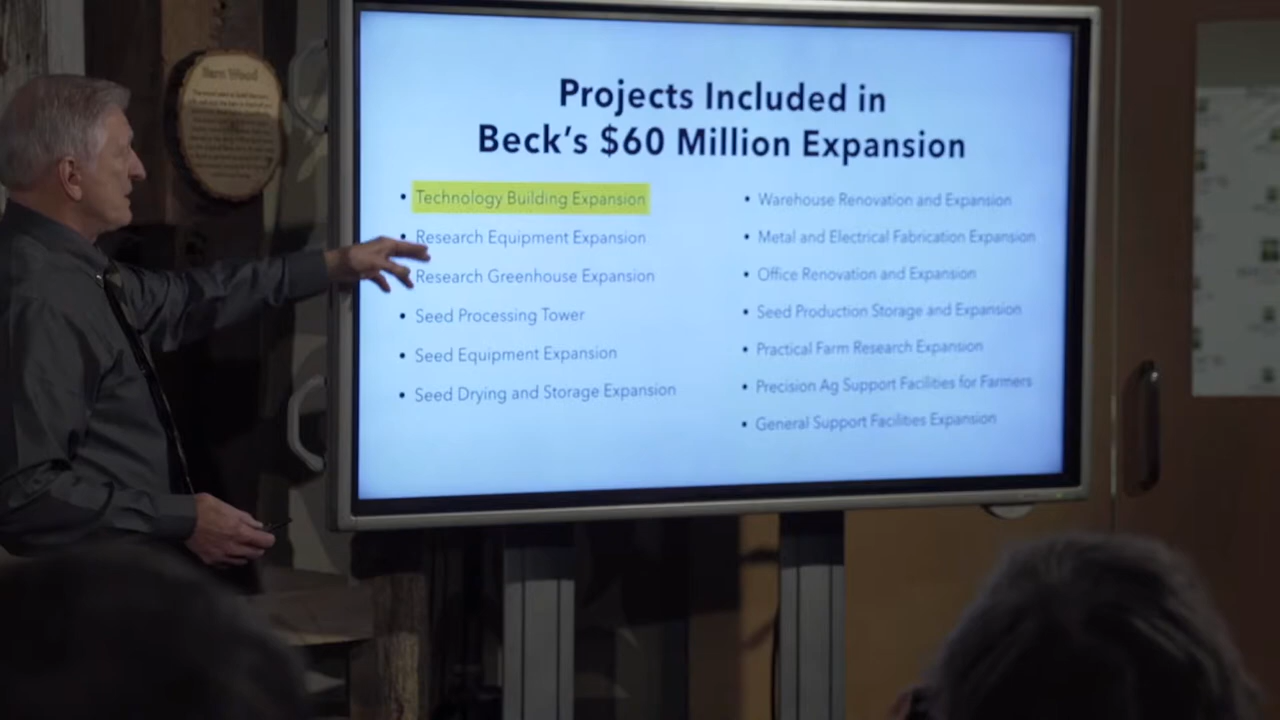 Projects Included in
Beck's $60 Million Expansion
• Technology Building Expansion
• Research Equipment Expansion
Research Greenhouse Expansion
• Seed Processing Tower
• Seed Equipment Expansion
• Seed Drying and Storage Expansion
• Warehouse Renovation and Expansion
• Metal and Electrical Fabrication Expansion
• Office Renovation and Expansion
• Seed Production Storage and Expansion
• Practical Farm Research Expansion
• Precision Ag Support Facilities for Farmers
• General Support Facilities Expansion
Barn Wood